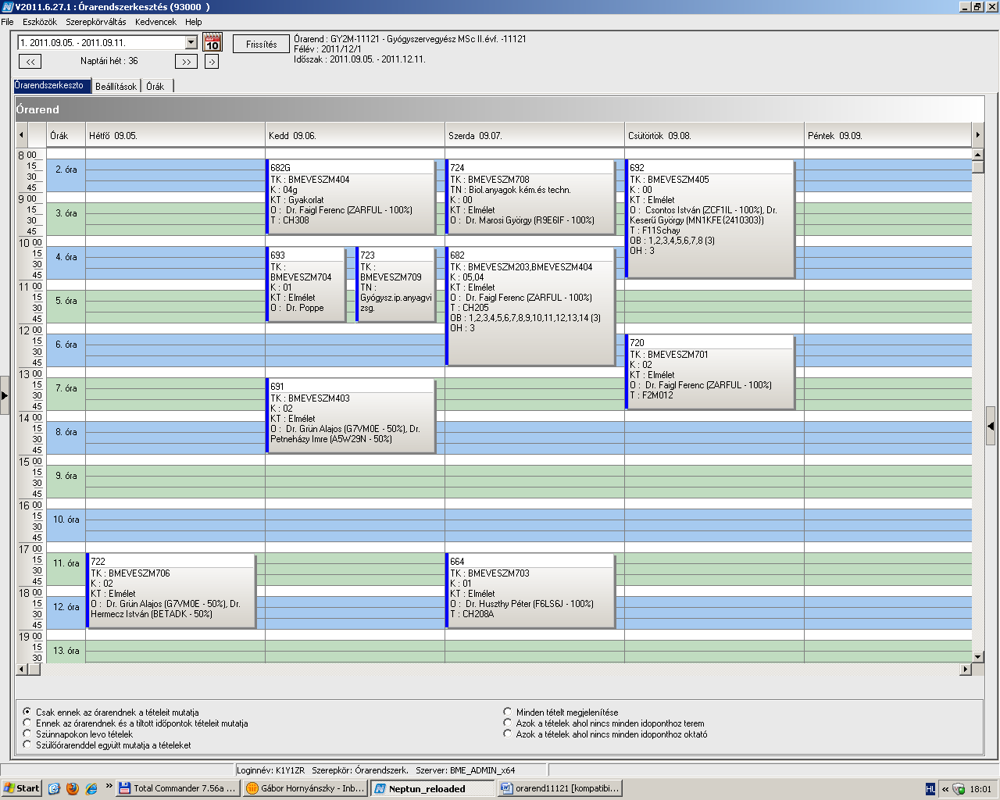 V2011.6.27.1 : Órarendszerkesztés (93000 )
File Eszközök Szerepkörváltás Kedvencek Help
1. 2011.09.05. - 2011.09.11.
10
Frissítés
Órarend : GY2M-11121 - Gyógyszervegyész MSc II.évf. -11121
Félév : 2011/12/1
Időszak : 2011.09.05. - 2011.12.11.
<< Naptári hét : 36 >> ->
Órarendszerkeszto Beállítások Órák
Órarend
Órák Hétfő 09.05. Kedd 09.06. Szerda 09.07. Csütörtök 09.08. Péntek 09.09.
8 00
15
30
45
9 00
15
30
45
10 00
15
30
45
11 00
15
30
45
12 00
15
30
45
13 00
15
30
45
14 00
15
30
45
15 00
15
30
45
16 00
15
30
45
17 00
15
30
45
18 00
15
30
45
19 00
15
30
2. óra
3. óra
4. óra
5. óra
6. óra
7. óra
8. óra
9. óra
10. óra
11. óra
12. óra
13. óra
722
TK : BMEVESZM706
K : 02
KT : Elmélet
O : Dr. Grün Alajos (G7VM0E - 50%), Dr.
Hermecz István (BETADK - 50%)
682G
TK : BMEVESZM404
K : 04g
KT : Gyakorlat
O : Dr. Faigl Ferenc (ZARFUL - 100%)
T : CH308
693
TK :
BMEVESZM704
K : 01
KT : Elmélet
O : Dr. Poppe
723
TK :
BMEVESZM709
TN :
Gyógysz.ip.anyagvi
zsg.
691
TK : BMEVESZM403
K : 02
KT : Elmélet
O : Dr. Grün Alajos (G7VM0E - 50%), Dr.
Petneházy Imre (A5W29N - 50%)
724
TK : BMEVESZM708
TN : Biol.anyagok kém.és techn.
K : 00
KT : Elmélet
O : Dr. Marosi György (R9E6IF - 100%)
682
TK : BMEVESZM203,BMEVESZM404
K : 05,04
KT : Elmélet
O : Dr. Faigl Ferenc (ZARFUL - 100%)
T : CH205
OB : 1,2,3,4,5,6,7,8,9,10,11,12,13,14 (3)
OH : 3
664
TK : BMEVESZM703
K : 01
KT : Elmélet
O : Dr. Huszthy Péter (F6LS6J - 100%)
T : CH208A
692
TK : BMEVESZM405
K : 00
KT : Elmélet
O : Csontos István (ZCF1IL - 100%), Dr.
Keserű György (MN1KFE{2410303})
T : F11Schay
OB : 1,2,3,4,5,6,7,8 (3)
OH : 3
720
TK : BMEVESZM701
K : 02
KT : Elmélet
O : Dr. Faigl Ferenc (ZARFUL - 100%)
T : F2M012
Csak ennek az órarendnek a tételeit mutatja
Ennek az órarendnek és a tiltott időpontok tételeit mutatja
Szünnapokon levo tételek
Szülőórarenddel együtt mutatja a tételeket
Minden tételt megjelenítése
Azok a tételek ahol nincs minden idoponthoz terem
Azok a tételek ahol nincs minden idoponthoz oktató
Loginnév: K1Y1ZR Szerepkör: Órarendszerk. Szerver: BME_ADMIN_x64
Start
»
Total Commander 7.56a ...
Gábor Hornyánszky - Inb...
Neptun_reloaded
orarend11121 [kompatibi...
HU
«
18:01